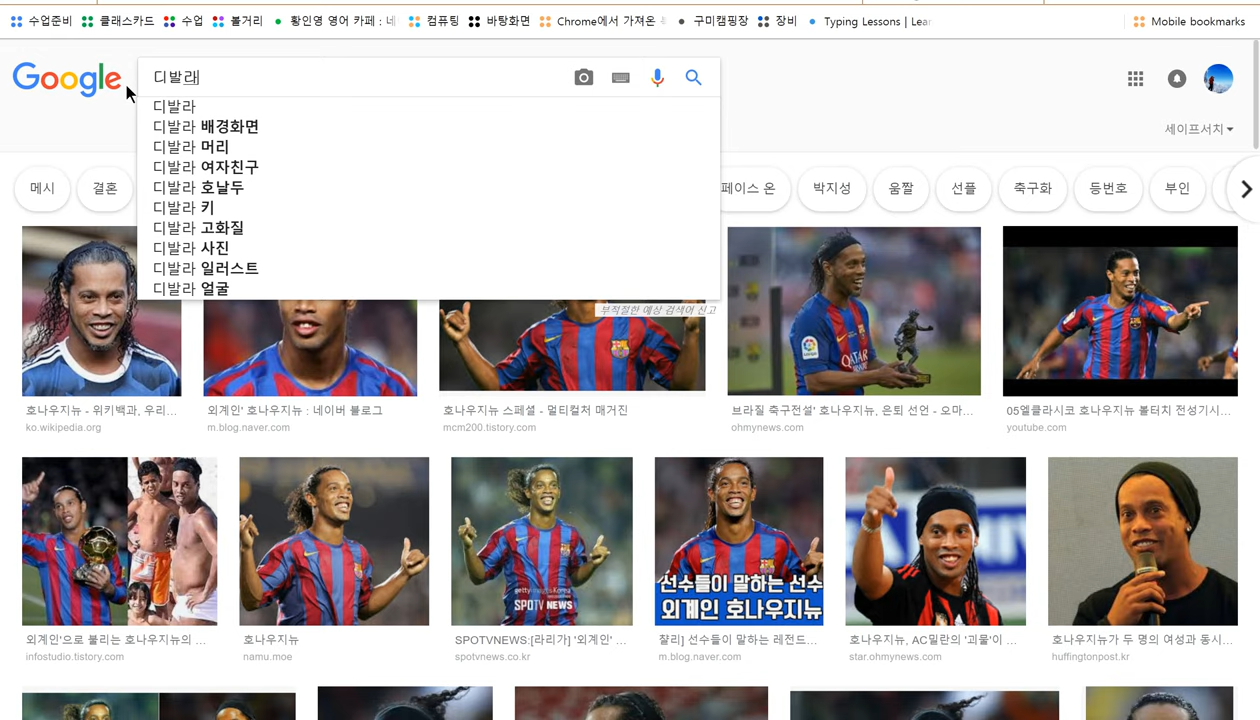 수업준비 클래스카드 수업 볼거리 황인영 영어 카페 : 네 컴퓨팅 바탕화면 Chrome에서 가져온 구미캠핑장 장비 Typing Lessons | Lear Mobile bookmarks
Google 디발래
디발라
디발라 배경화면
디발라 머리
디발라 여자친구
디발라 호날두
디발라 키
디발라 고화질
디발라 사진
디발라 일러스트
디발라 얼굴
부적절한 예상 검색어 신고
세이프서치
메시 결혼 페이스 온 박지성 움짤 선플 축구화 등번호 부인
호나우지뉴 - 위키백과, 우리... 외계인' 호나우지뉴 : 네이버 블로그 호나우지뉴 스페셜 - 멀티컬처 매거진 브라질 축구전설' 호나우지뉴, 은퇴 선언 - 오마... 05엘클라시코 호나우지뉴 볼터치 전성기시...
ko.wikipedia.org m.blog.naver.com mcm200.tistory.com ohmynews.com youtube.com
QATAR
gettyimagesKorea
SPOTV NEWS
선수들이 말하는 선수
외계인 호나우지뉴
외계인'으로 불리는 호나우지뉴의 ... 호나우지뉴 SPOTVNEWS:[라리가] '외계인' ... 챨리] 선수들이 말하는 레전드... 호나우지뉴, AC밀란의 '괴물'이 ... 호나우지뉴가 두 명의 여성과 동시...
infostudio.tistory.com namu.moe spotvnews.co.kr m.blog.naver.com star.ohmynews.com huffingtonpost.kr